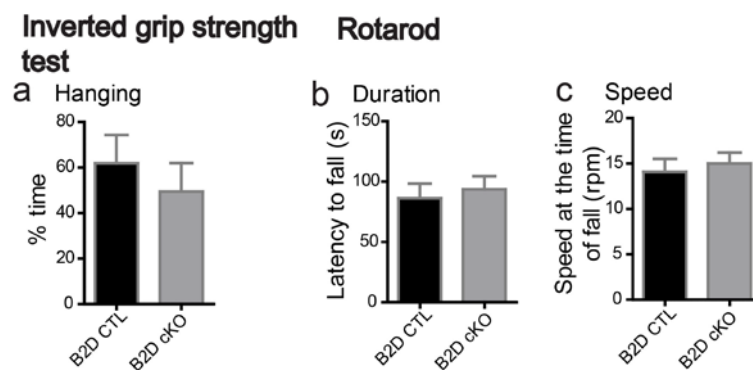 Inverted grip strength test
Rotarod
a Hanging
% time
80
60
40
20
0
B2D CTL
B2D cKO
b Duration
Latency to fall (s)
150
100
50
0
B2D CTL
B2D cKO
c Speed
Speed at the time of fall (rpm)
20
15
10
5
0
B2D CTL
B2D cKO